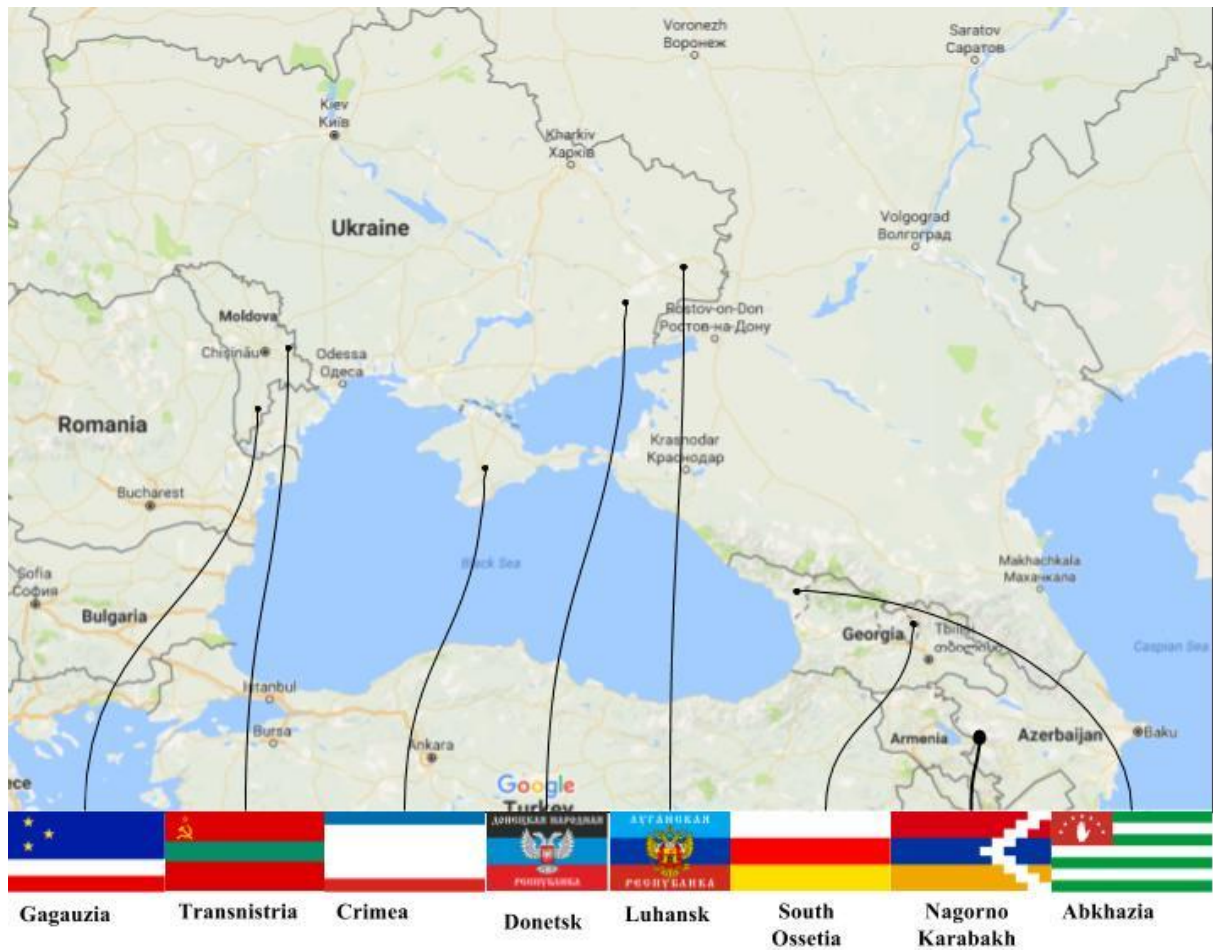 Voronezh
Воронеж
Saratov
Саратов
Kiev
Київ
Kharkiv
Харків
Ukraine
Volgograd
Волгоград
Moldova
Rostov-on-Don
Ростов-на-Дону
Chișinău
Odessa
Одеса
Romania
Krasnodar
Краснодар
Bucharest
Black Sea
Makhachkala
Махачкала
Sofia
София
Bulgaria
Georgia
Tbilisi
თბილისი
Caspian Sea
Istanbul
Bursa
Ankara
Armenia
Azerbaijan
Baku
ece
Google
Turkey
ДОНЕЦКАЯ НАРОДНАЯ
РЕСПУБЛИКА
ЛУГАНСКАЯ
РЕСПУБЛИКА
Gagauzia
Transnistria
Crimea
Donetsk
Luhansk
South
Ossetia
Nagorno
Karabakh
Abkhazia